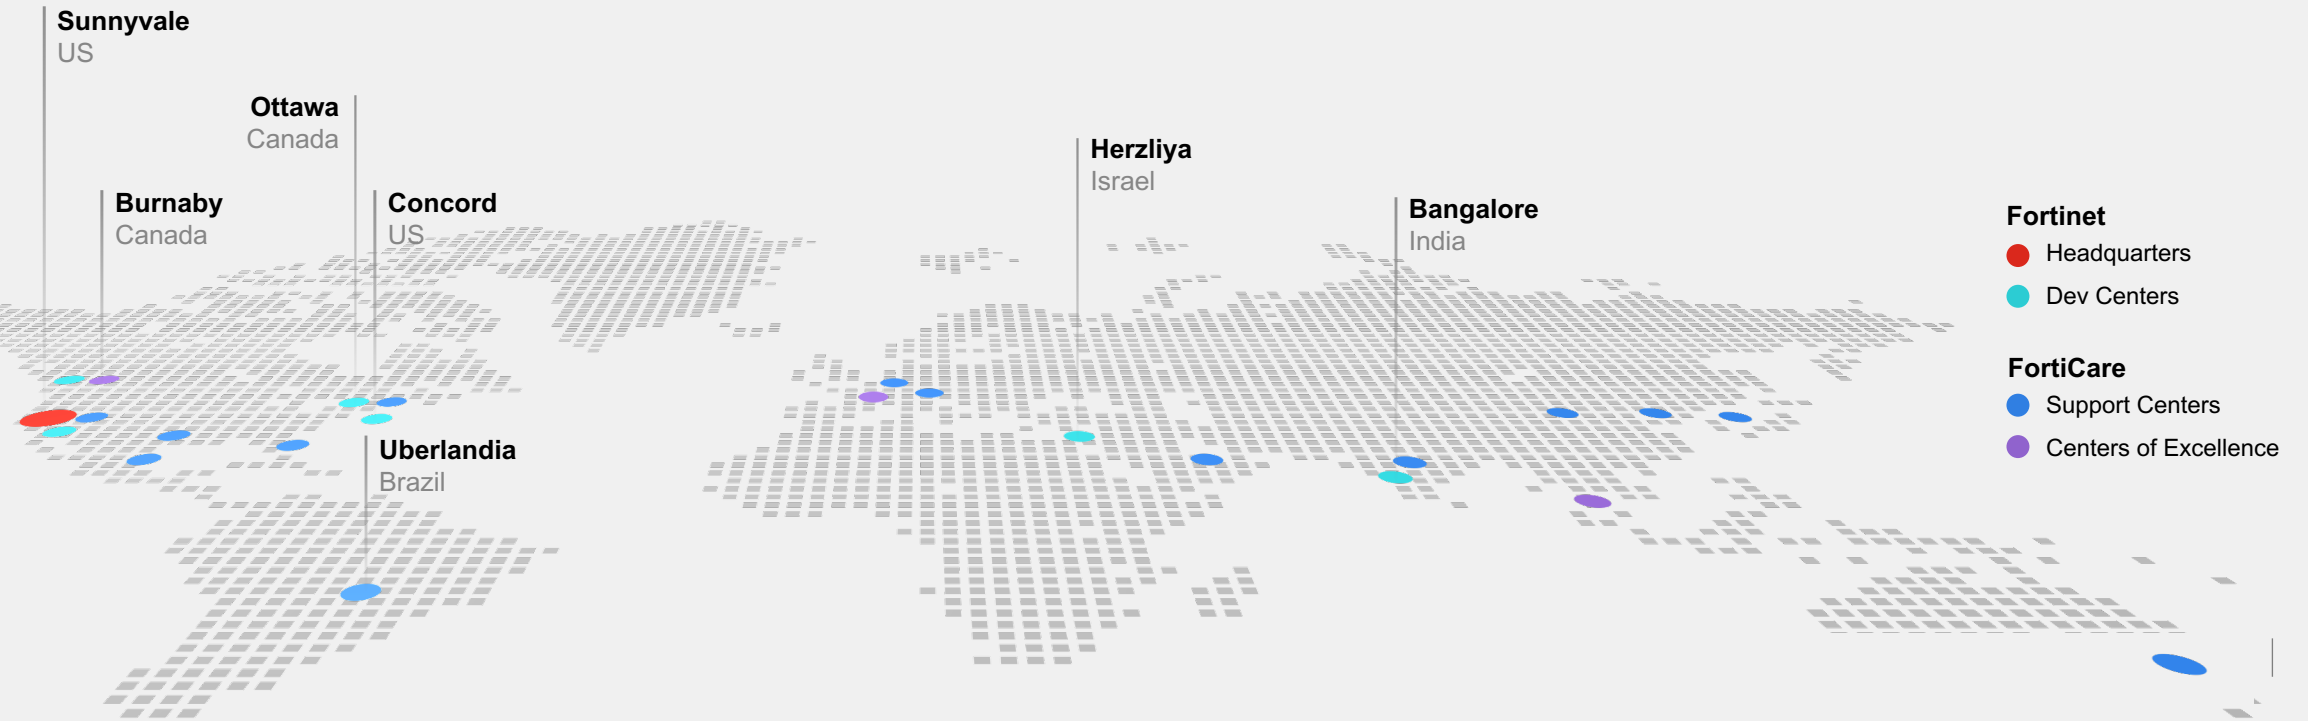 Sunnyvale
US
Ottawa
Canada
Burnaby
Canada
Concord
US
Uberlandia
Brazil
Herzliya
Israel
Bangalore
India
Fortinet
Headquarters
Dev Centers
FortiCare
Support Centers
Centers of Excellence